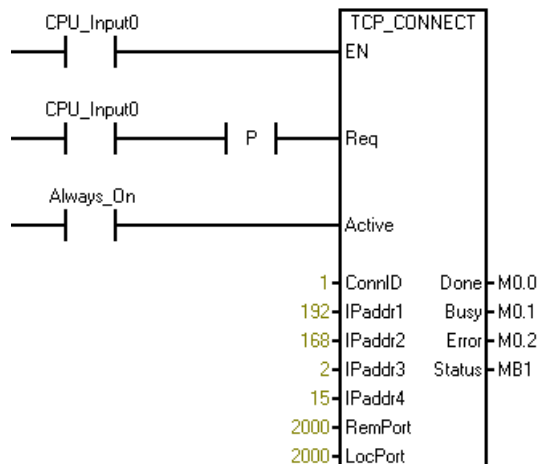 CPU_Input0 TCP_CONNECT
EN
CPU_Input0
P Req
Always_On
Active
1 ConnID Done M0.0
192 IPaddr1 Busy M0.1
168 IPaddr2 Error M0.2
2 IPaddr3 Status MB1
15 IPaddr4
2000 RemPort
2000 LocPort